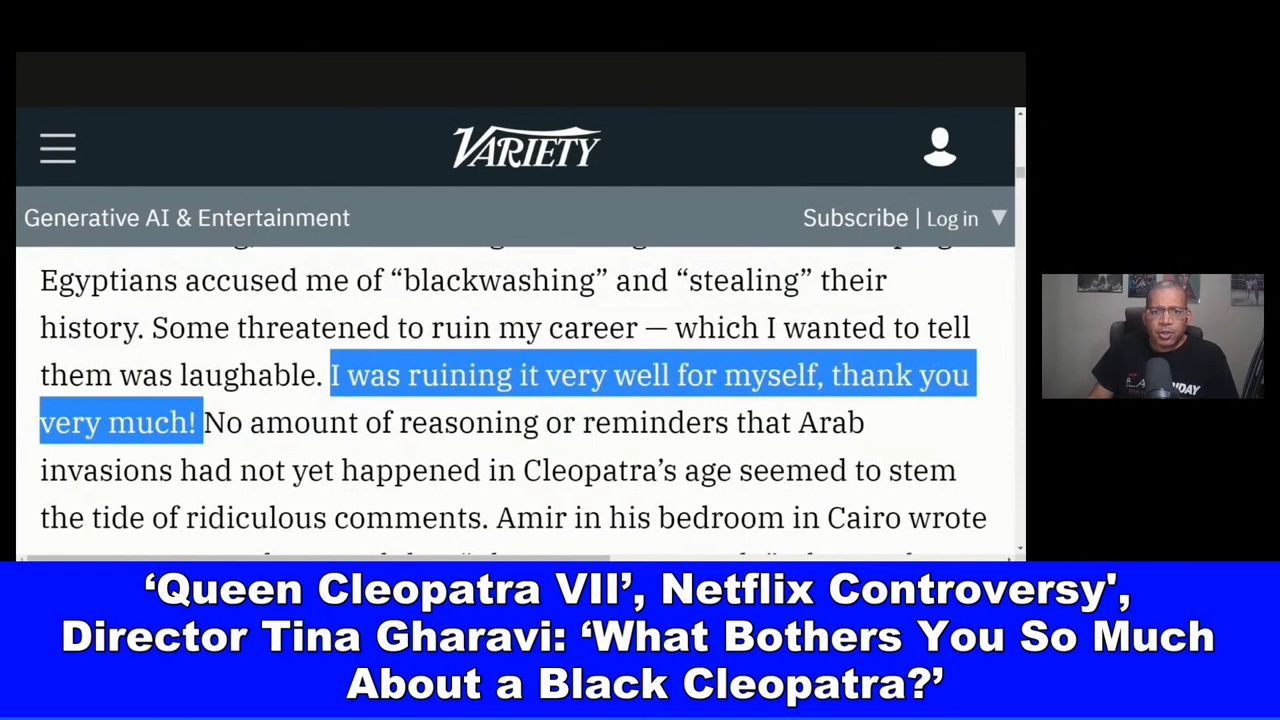 VARIETY
Generative AI & Entertainment
Subscribe | Log in
Egyptians accused me of “blackwashing” and “stealing” their
history. Some threatened to ruin my career — which I wanted to tell
them was laughable. I was ruining it very well for myself, thank you
very much! No amount of reasoning or reminders that Arab
invasions had not yet happened in Cleopatra’s age seemed to stem
the tide of ridiculous comments. Amir in his bedroom in Cairo wrote
‘Queen Cleopatra VII’, Netflix Controversy',
Director Tina Gharavi: ‘What Bothers You So Much
About a Black Cleopatra?’